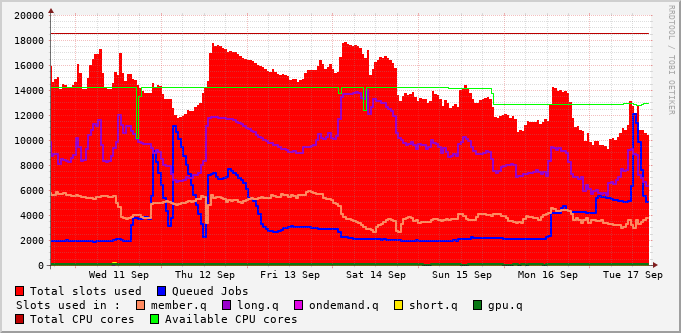 20000
18000
16000
14000
12000
10000
8000
6000
4000
2000
0
Wed 11 Sep Thu 12 Sep Fri 13 Sep Sat 14 Sep Sun 15 Sep Mon 16 Sep Tue 17 Sep
RRDTOOL / TOBI OETIKER
Total slots used Queued Jobs
Slots used in : member.q long.q ondemand.q short.q gpu.q
Total CPU cores Available CPU cores